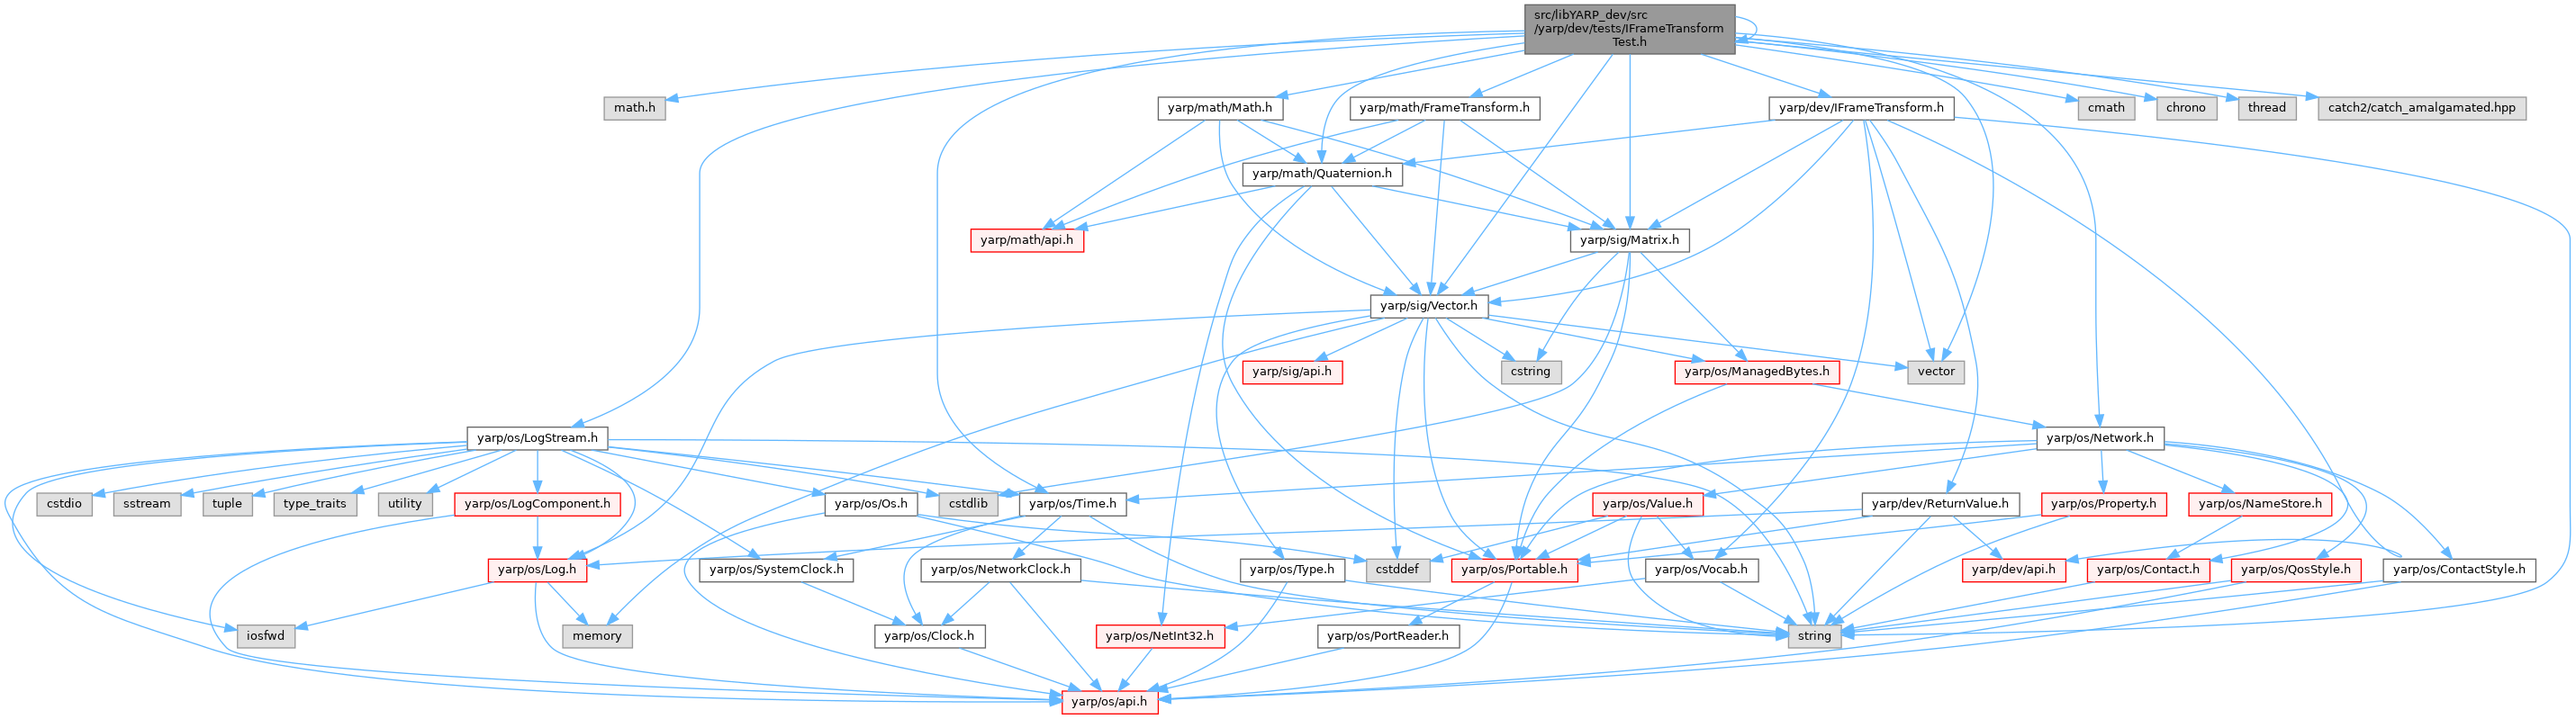 src/libYARP_dev/src
/yarp/dev/tests/IFrameTransform
Test.h
math.h
yarp/math/Math.h
yarp/math/FrameTransform.h
yarp/dev/IFrameTransform.h
cmath
chrono
thread
catch2/catch_amalgamated.hpp
yarp/math/Quaternion.h
yarp/math/api.h
yarp/sig/Matrix.h
yarp/sig/Vector.h
yarp/sig/api.h
cstring
yarp/os/ManagedBytes.h
vector
yarp/os/LogStream.h
yarp/os/Network.h
cstdio
sstream
tuple
type_traits
utility
yarp/os/LogComponent.h
yarp/os/Os.h
cstdlib
yarp/os/Time.h
yarp/os/Value.h
yarp/dev/ReturnValue.h
yarp/os/Property.h
yarp/os/NameStore.h
yarp/os/Log.h
yarp/os/SystemClock.h
yarp/os/NetworkClock.h
yarp/os/Type.h
cstddef
yarp/os/Portable.h
yarp/os/Vocab.h
yarp/dev/api.h
yarp/os/Contact.h
yarp/os/QosStyle.h
yarp/os/ContactStyle.h
iosfwd
memory
yarp/os/Clock.h
yarp/os/NetInt32.h
yarp/os/PortReader.h
string
yarp/os/api.h